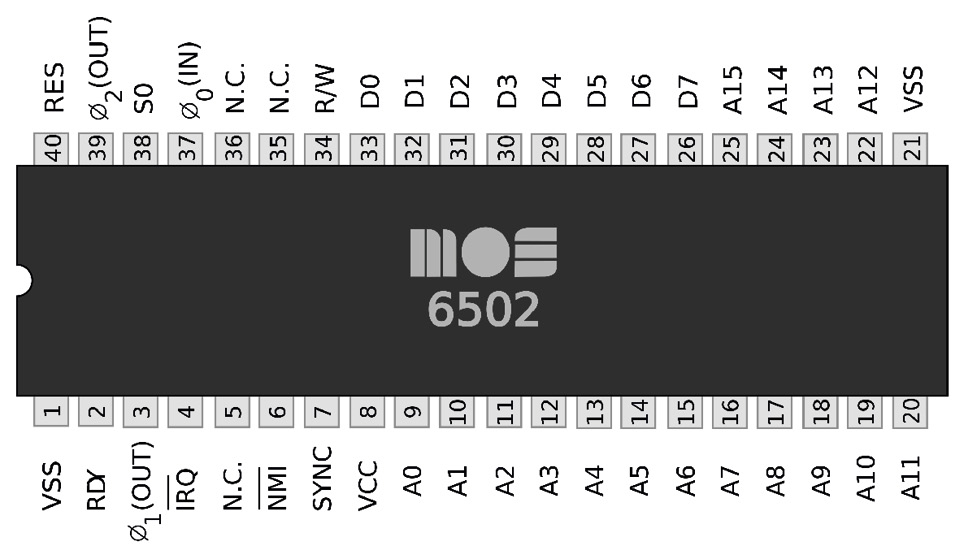 RES Ø2(OUT) S0 Ø0(IN) N.C. N.C. R/W D0 D1 D2 D3 D4 D5 D6 D7 A15 A14 A13 A12 VSS
40 39 38 37 36 35 34 33 32 31 30 29 28 27 26 25 24 23 22 21
mos
6502
1 2 3 4 5 6 7 8 9 10 11 12 13 14 15 16 17 18 19 20
VSS RDY Ø1(OUT) IRQ N.C. NMI SYNC VCC A0 A1 A2 A3 A4 A5 A6 A7 A8 A9 A10 A11